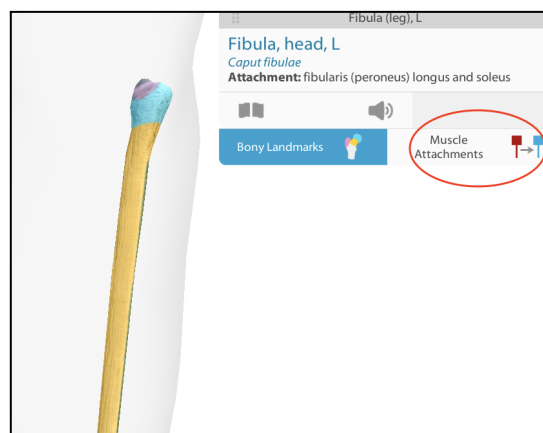 Fibula (leg), L
Fibula, head, L
Caput fibulae
Attachment: fibularis (peroneus) longus and soleus
Bony Landmarks
Muscle
Attachments